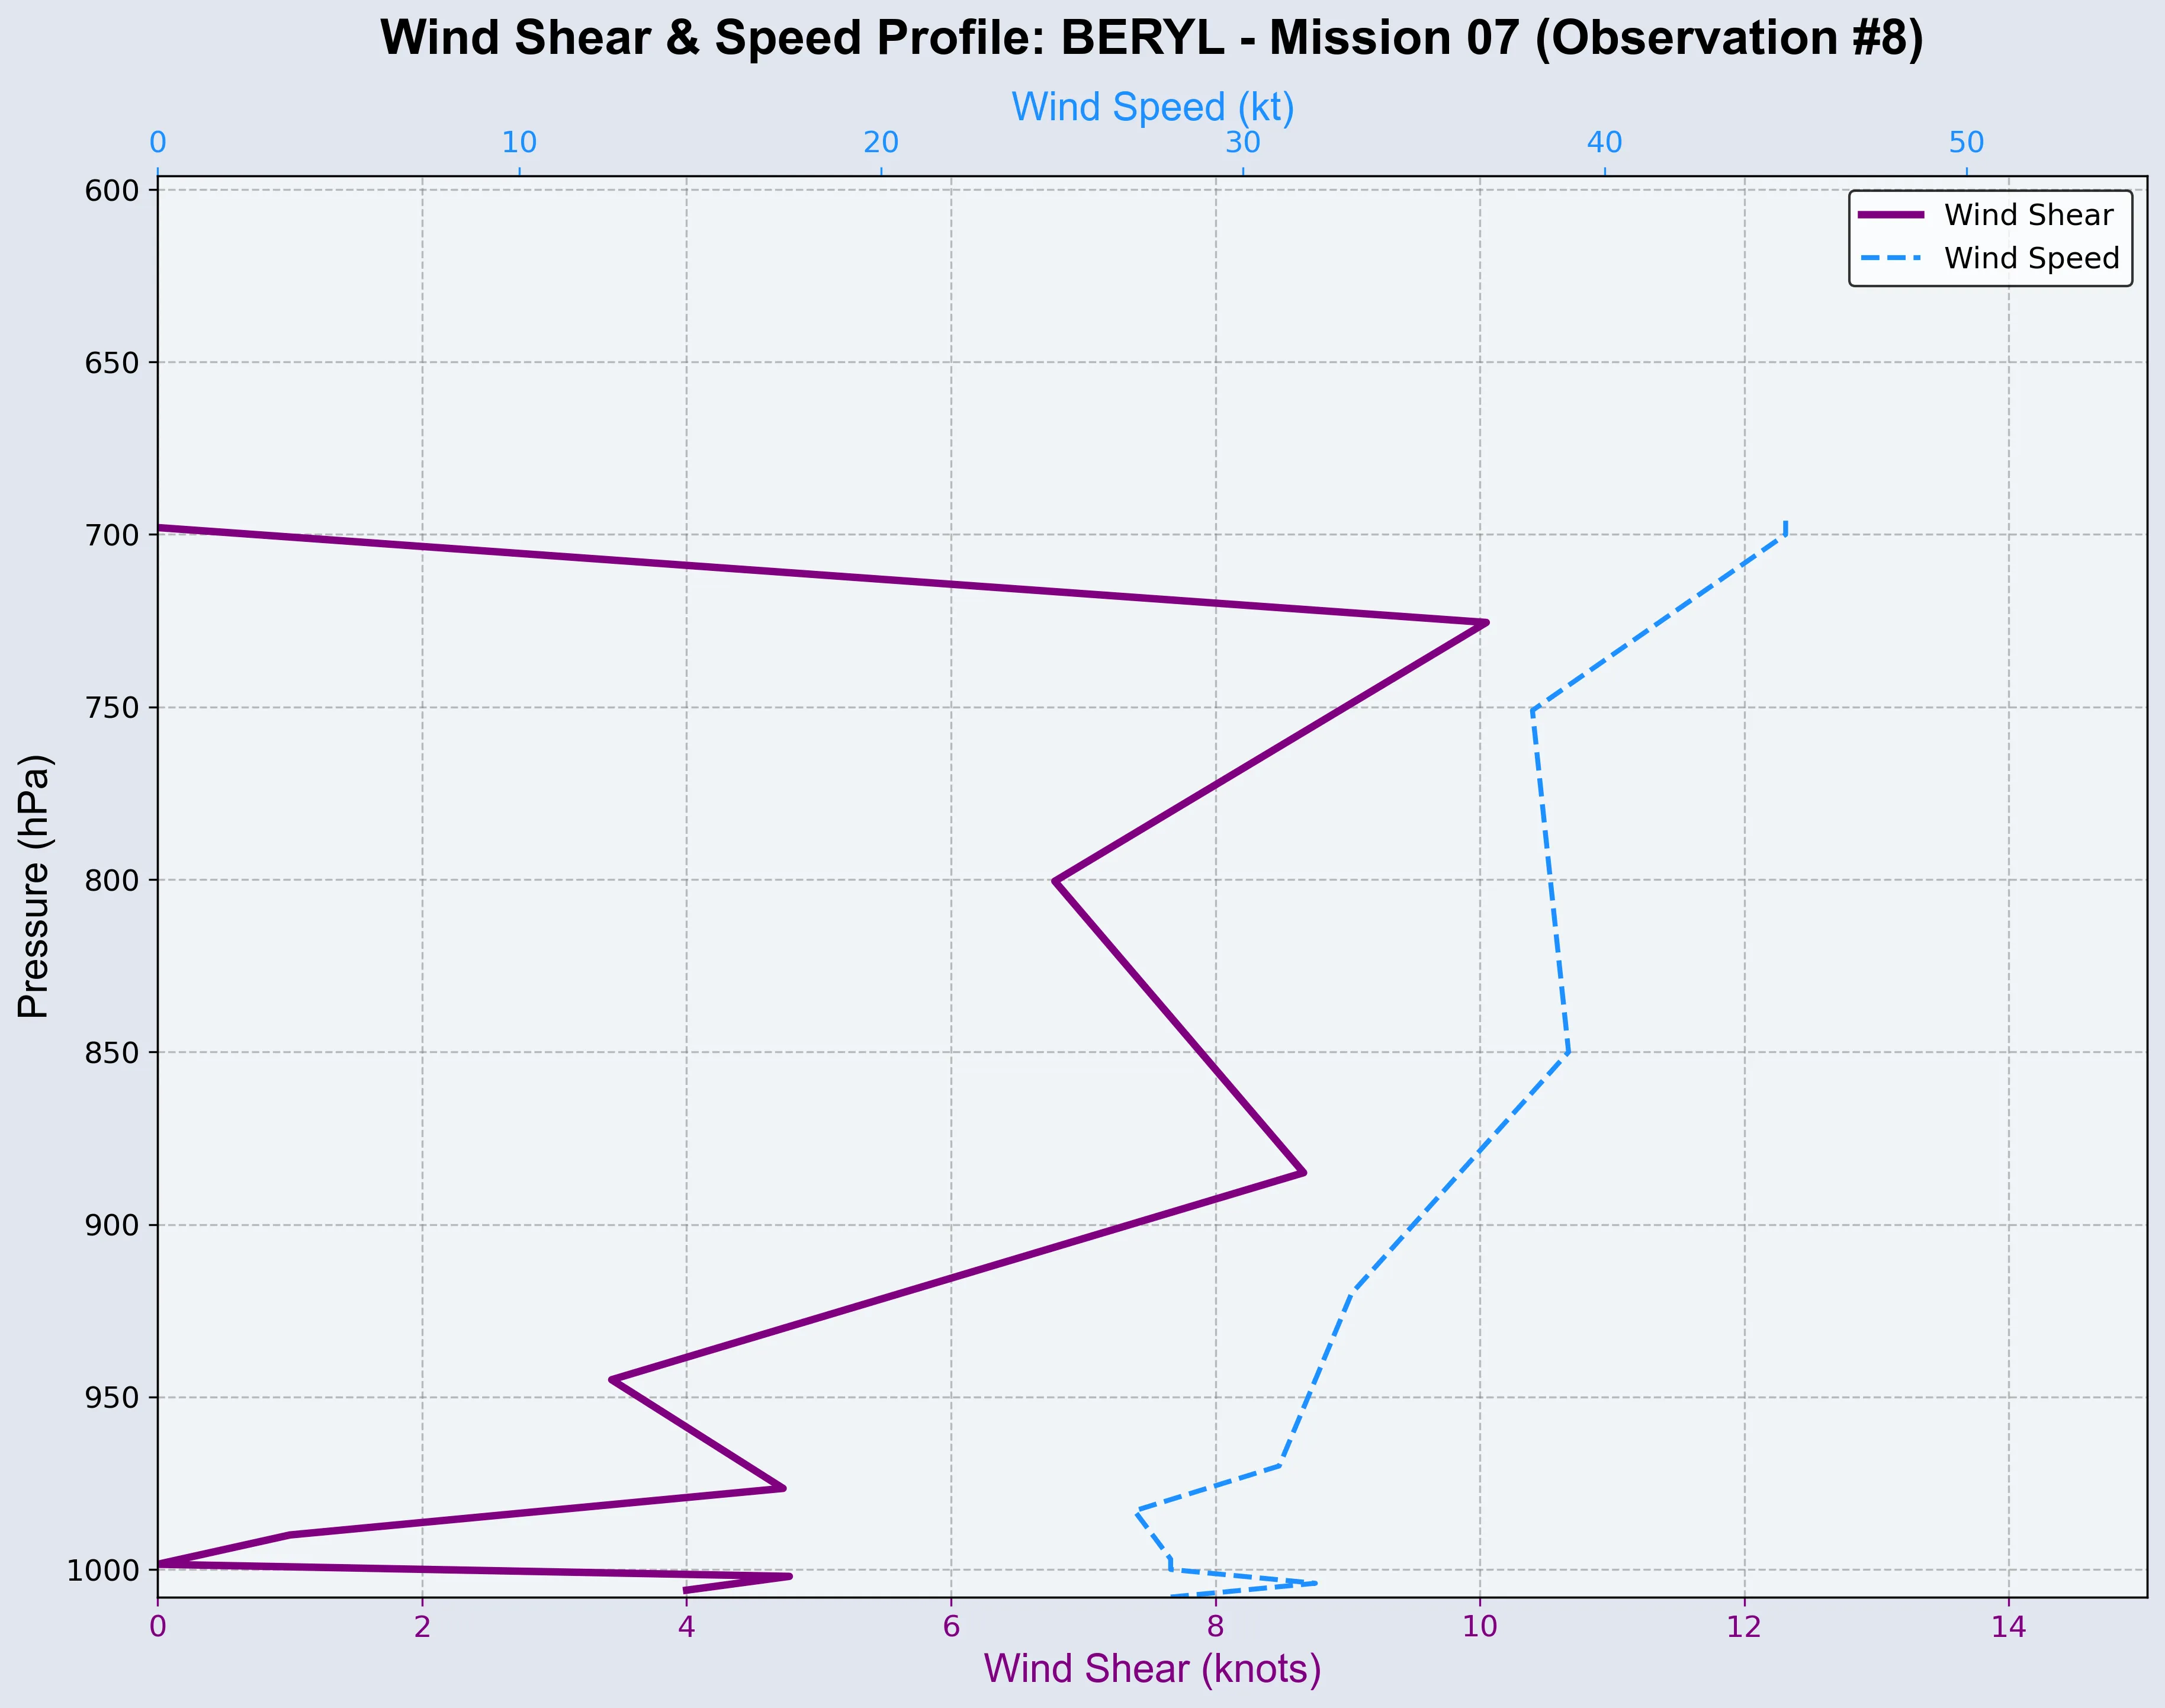 Wind Shear & Speed Profile: BERYL - Mission 07 (Observation #8)
Wind Speed (kt)
0 10 20 30 40 50
Wind Shear
Wind Speed
600
650
700
750
800
850
900
950
1000
Pressure (hPa)
0 2 4 6 8 10 12 14
Wind Shear (knots)